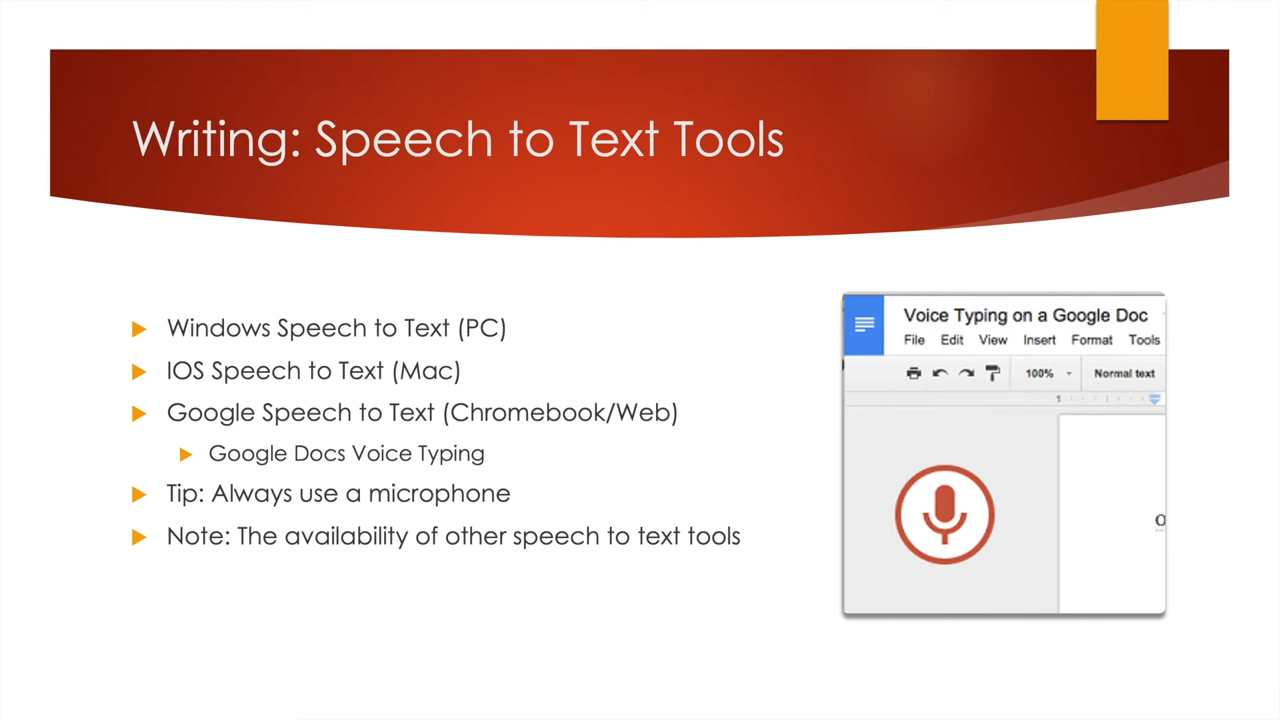 Writing: Speech to Text Tools
Windows Speech to Text (PC)
IOS Speech to Text (Mac)
Google Speech to Text (Chromebook/Web)
Google Docs Voice Typing
Tip: Always use a microphone
Note: The availability of other speech to text tools
Voice Typing on a Google Doc
File Edit View Insert Format Tools
100% Normal text
1